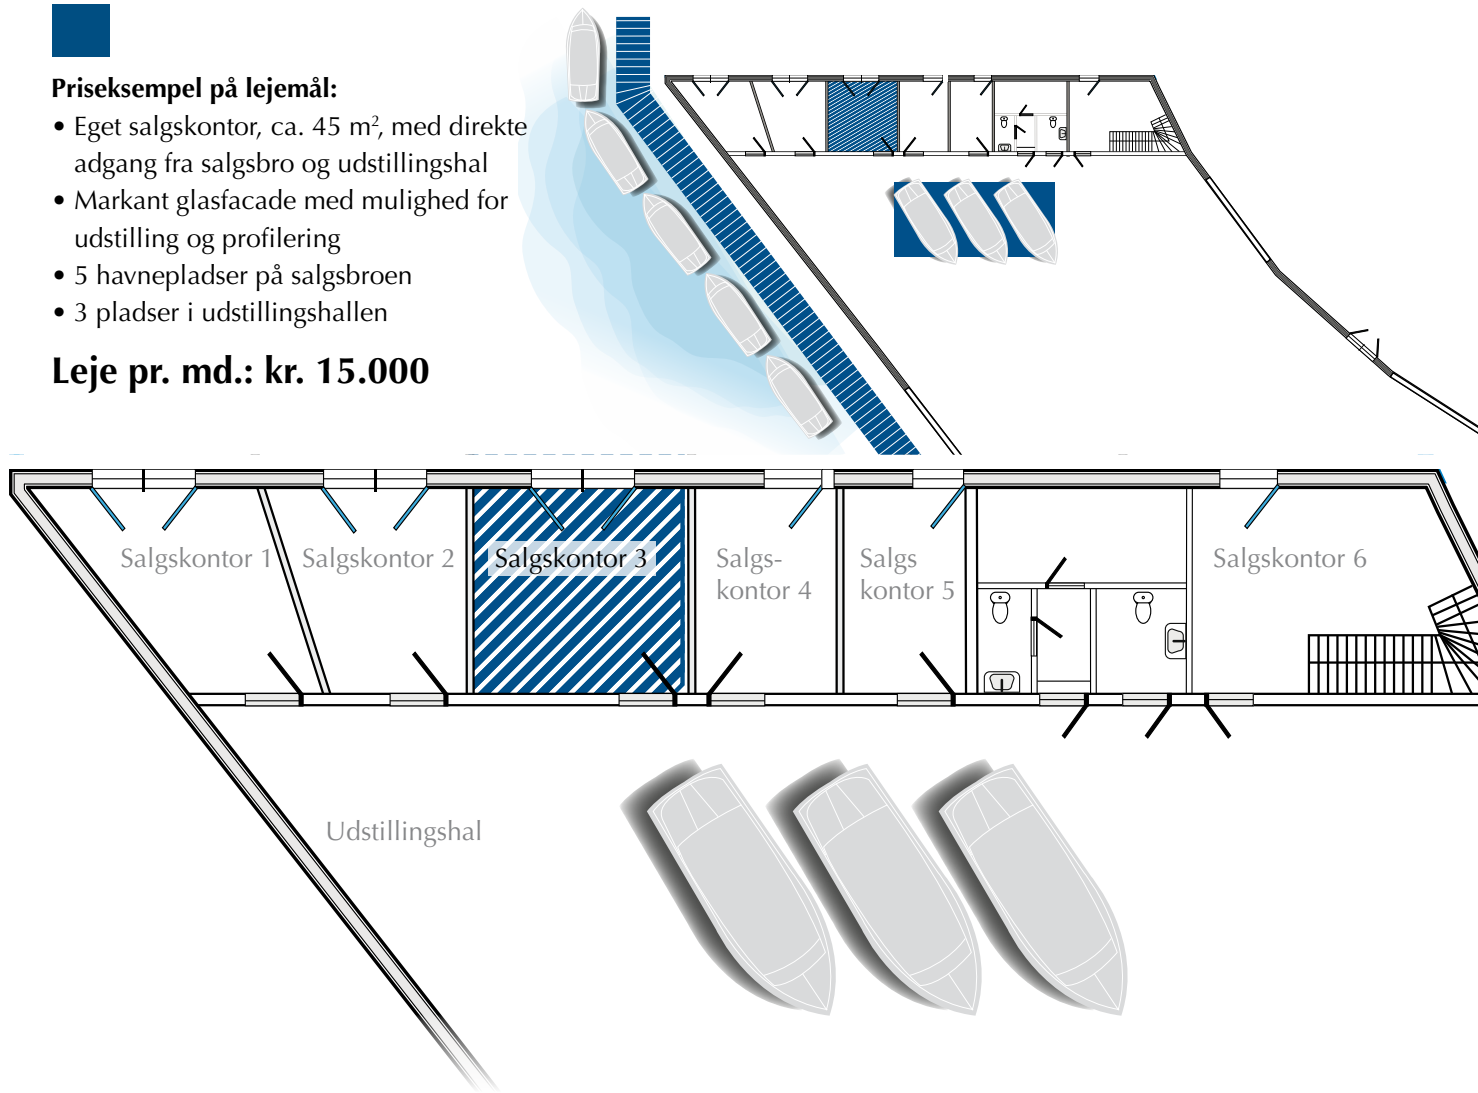 Priseksempel på lejemål:
• Eget salgskontor, ca. 45 m², med direkte
adgang fra salgsbro og udstillingshal
• Markant glasfacade med mulighed for
udstilling og profilering
• 5 havnepladser på salgsbroen
• 3 pladser i udstillingshallen
Leje pr. md.: kr. 15.000
Salgskontor 1
Salgskontor 2
Salgskontor 3
Salgs-
kontor 4
Salgs
kontor 5
Salgskontor 6
Udstillingshal